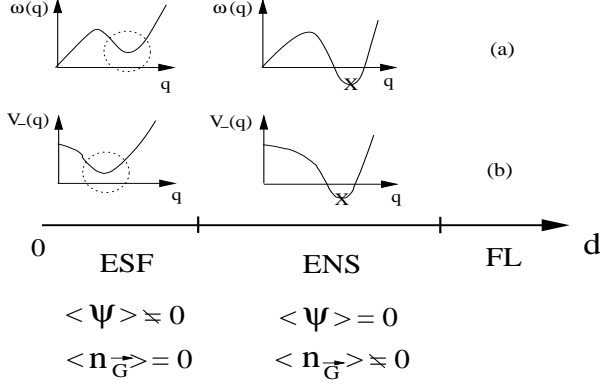 ω(q) (a)
q q
V_(q) V_(q) (b)
q q
X
X
0 ESF ENS FL d
< Ψ > ≠ 0 < Ψ > = 0
< n_G⃗ > = 0 < n_G⃗ > ≠ 0